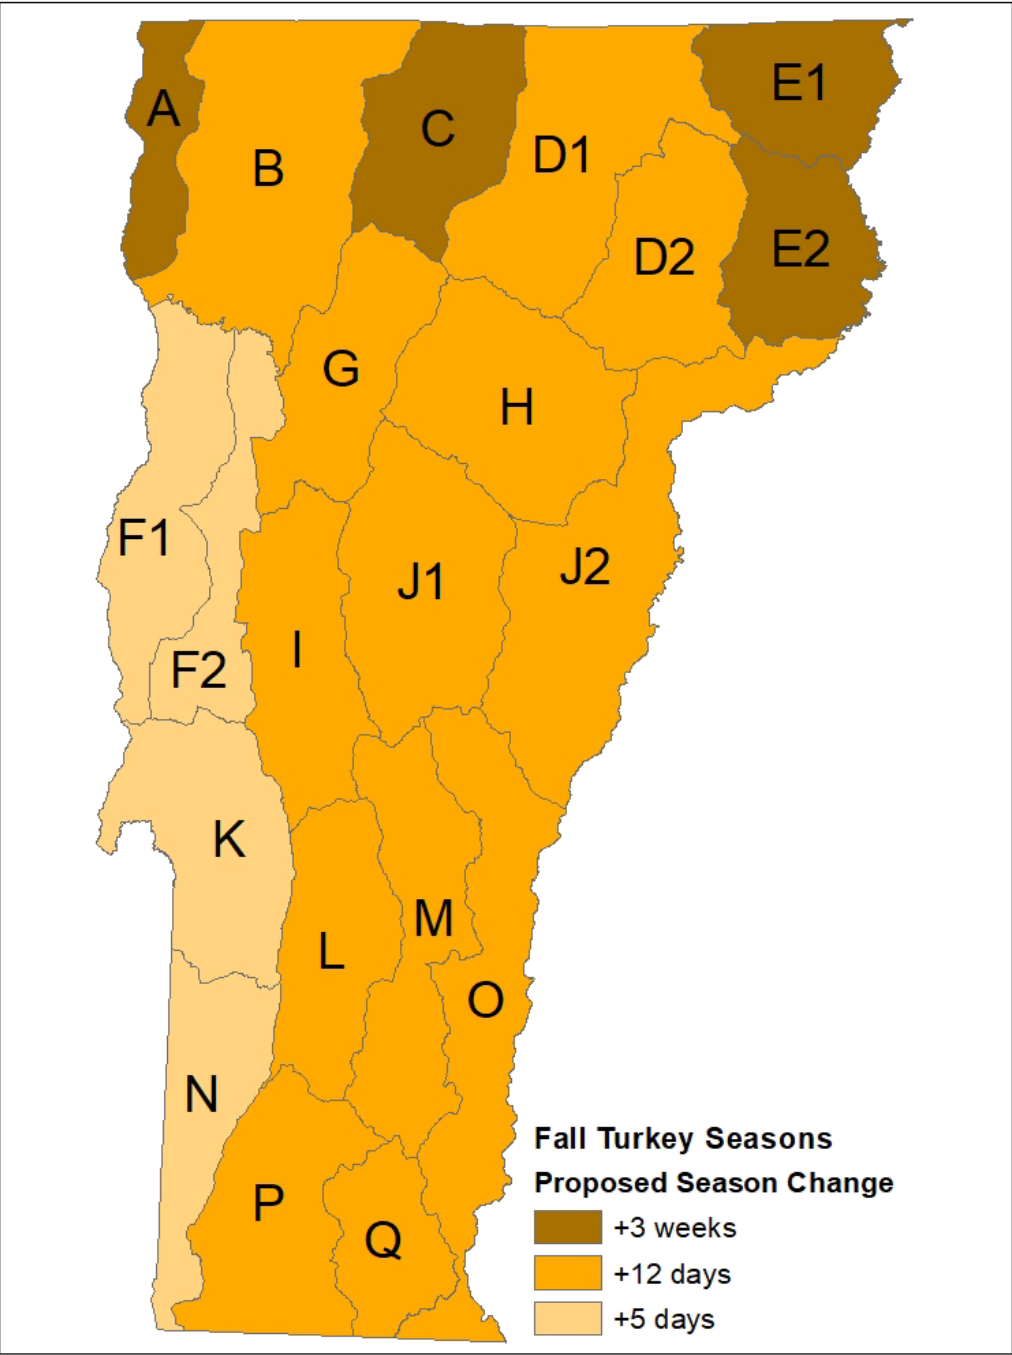 A
B
C
D1
E1
D2
E2
G
H
F1
J1
J2
I
F2
K
M
L
O
N
P
Q
Fall Turkey Seasons
Proposed Season Change
+3 weeks
+12 days
+5 days